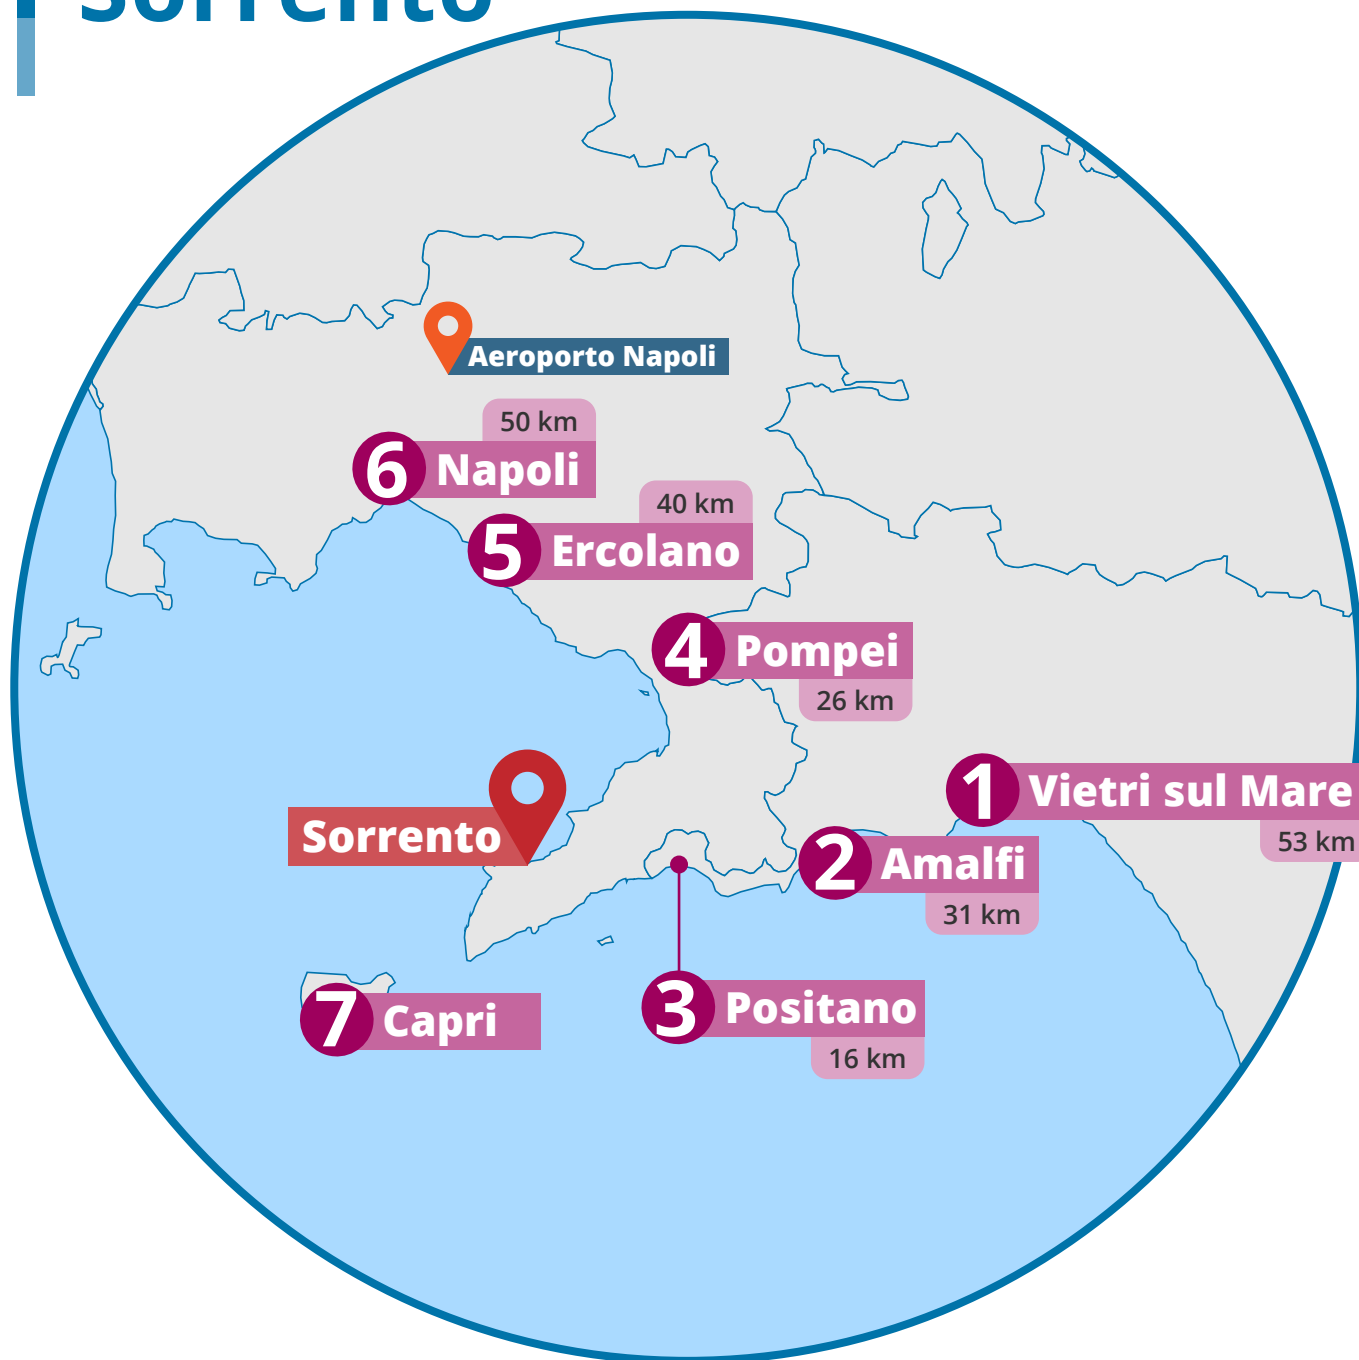 Sorrento
Aeroporto Napoli
50 km
6 Napoli
40 km
5 Ercolano
4 Pompei
26 km
1 Vietri sul Mare
53 km
Sorrento
2 Amalfi
31 km
7 Capri
3 Positano
16 km